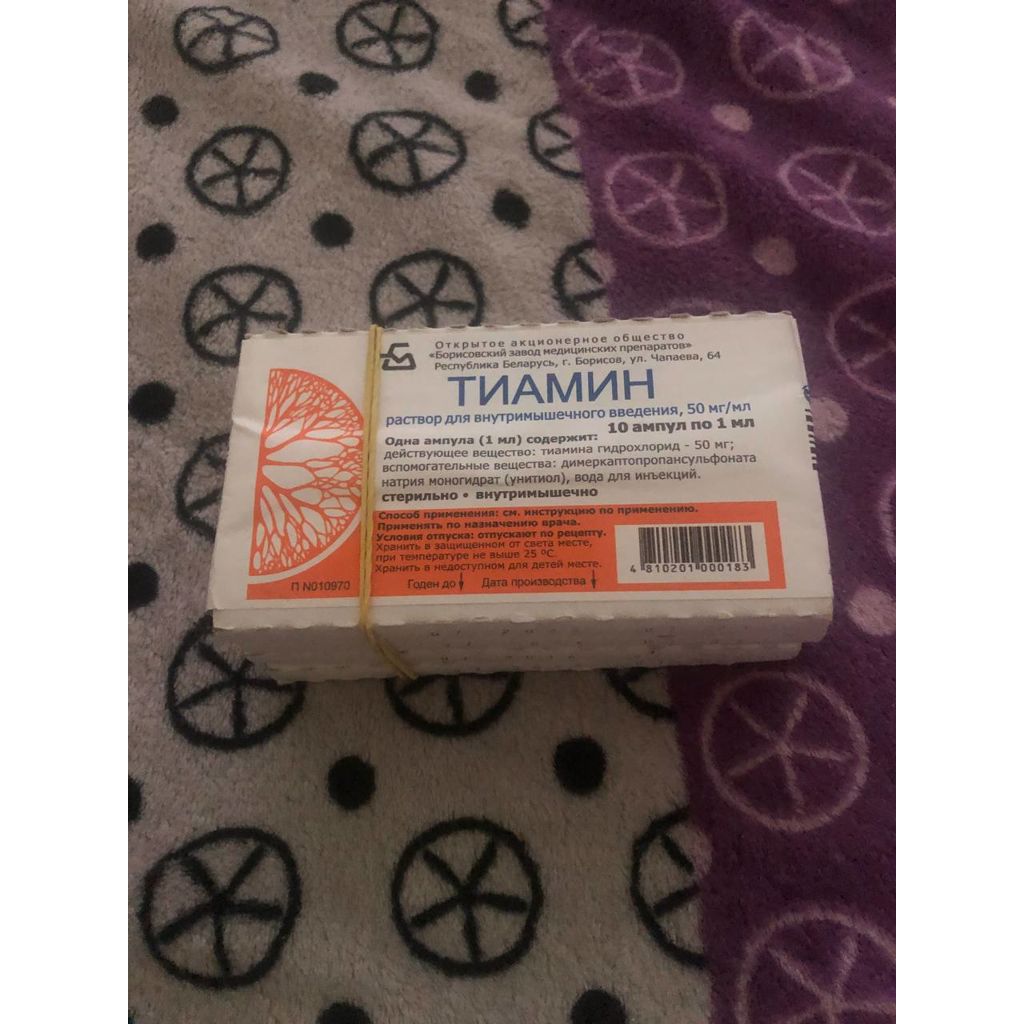 Открытое акционерное общество
«Борисовский завод медицинских препаратов»
Республика Беларусь, г. Борисов, ул. Чапаева, 64
ТИАМИН
раствор для внутримышечного введения, 50 мг/мл
10 ампул по 1 мл
Одна ампула (1 мл) содержит:
действующее вещество: тиамина гидрохлорид - 50 мг;
вспомогательные вещества: димеркаптопропансульфоната
натрия моногидрат (унитиол), вода для инъекций.
стерильно • внутримышечно
Способ применения: см. инструкцию по применению.
Применять по назначению врача.
Условия отпуска: отпускают по рецепту.
Хранить в защищенном от света месте,
при температуре не выше 25 ºС.
Хранить в недоступном для детей месте.
4 810201 000183
П N010970
Годен до Дата производства